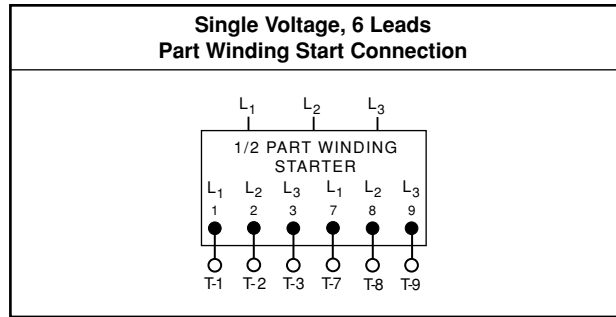 Single Voltage, 6 Leads
Part Winding Start Connection
L1 L2 L3
1/2 PART WINDING
STARTER
L1 L2 L3 L1 L2 L3
1 2 3 7 8 9
T-1 T-2 T-3 T-7 T-8 T-9